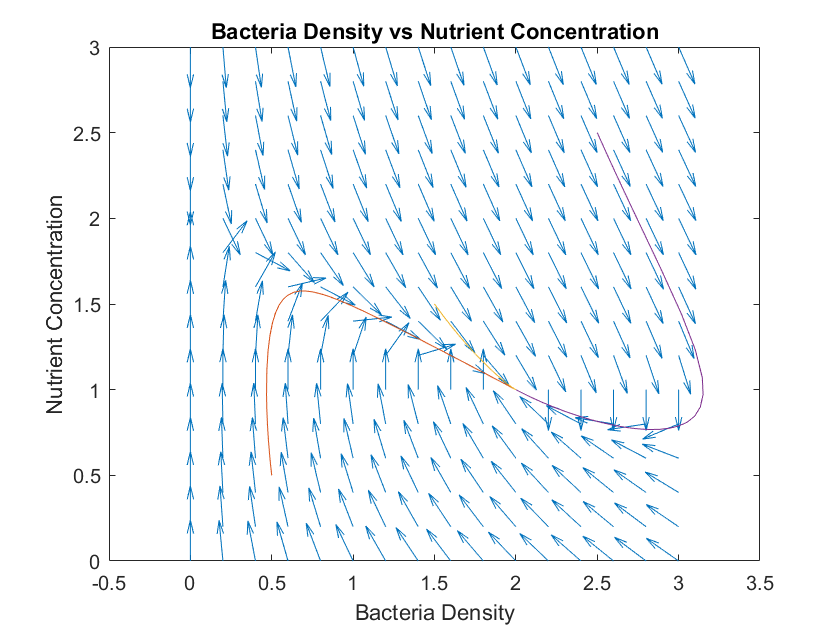 Bacteria Density vs Nutrient Concentration
3
2.5
2
1.5
1
0.5
0
Nutrient Concentration
-0.5 0 0.5 1 1.5 2 2.5 3 3.5
Bacteria Density